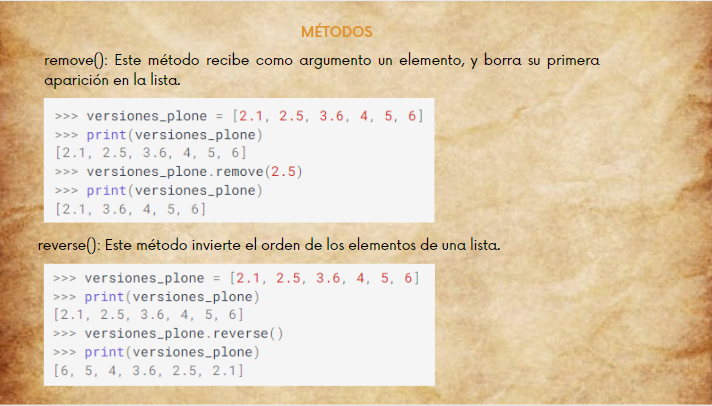 MÉTODOS
remove(): Este método recibe como argumento un elemento, y borra su primera
aparición en la lista.
>>> versiones_plone = [2.1, 2.5, 3.6, 4, 5, 6]
>>> print(versiones_plone)
[2.1, 2.5, 3.6, 4, 5, 6]
>>> versiones_plone.remove(2.5)
>>> print(versiones_plone)
[2.1, 3.6, 4, 5, 6]
reverse(): Este método invierte el orden de los elementos de una lista.
>>> versiones_plone = [2.1, 2.5, 3.6, 4, 5, 6]
>>> print(versiones_plone)
[2.1, 2.5, 3.6, 4, 5, 6]
>>> versiones_plone.reverse()
>>> print(versiones_plone)
[6, 5, 4, 3.6, 2.5, 2.1]